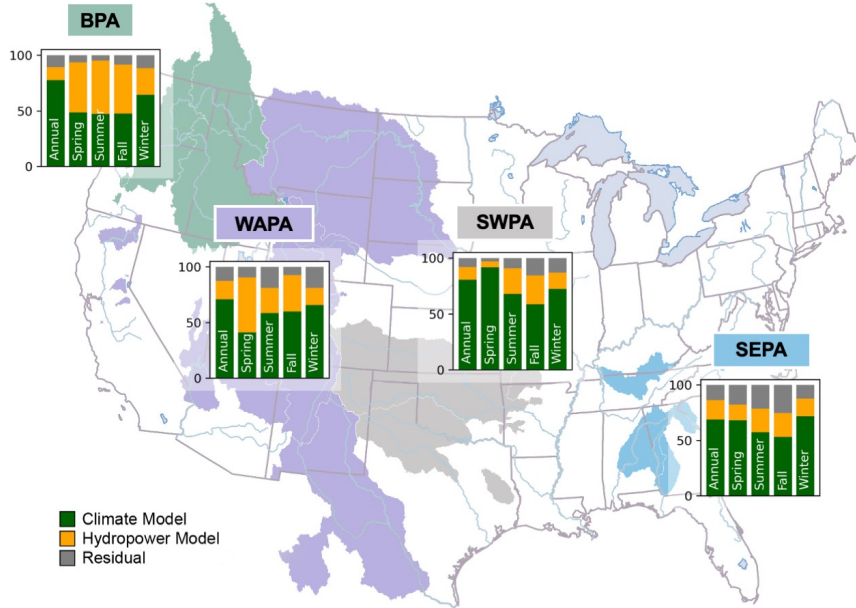 BPA
100
50
0
Annual
Spring
Summer
Fall
Winter
WAPA
100
50
0
Annual
Spring
Summer
Fall
Winter
SWPA
100
50
0
Annual
Spring
Summer
Fall
Winter
SEPA
100
50
0
Annual
Spring
Summer
Fall
Winter
Climate Model
Hydropower Model
Residual